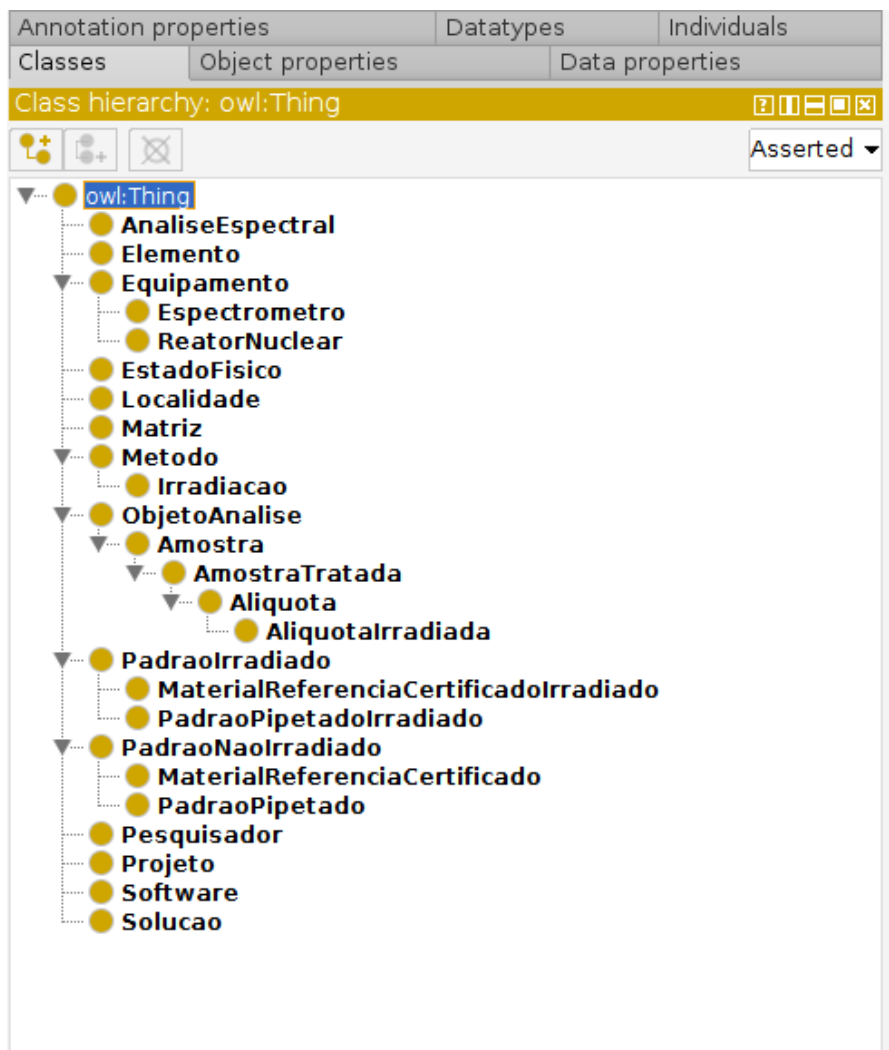 Annotation properties Datatypes Individuals
Classes Object properties Data properties
Class hierarchy: owl:Thing
Asserted
owl:Thing
AnaliseEspectral
Elemento
Equipamento
Espectrometro
ReatorNuclear
EstadoFisico
Localidade
Matriz
Metodo
Irradiacao
ObjetoAnalise
Amostra
AmostraTratada
Aliquota
AliquotaIrradiada
PadraoIrradiado
MaterialReferenciaCertificadoIrradiado
PadraoPipetadoIrradiado
PadraoNaoIrradiado
MaterialReferenciaCertificado
PadraoPipetado
Pesquisador
Projeto
Software
Solucao